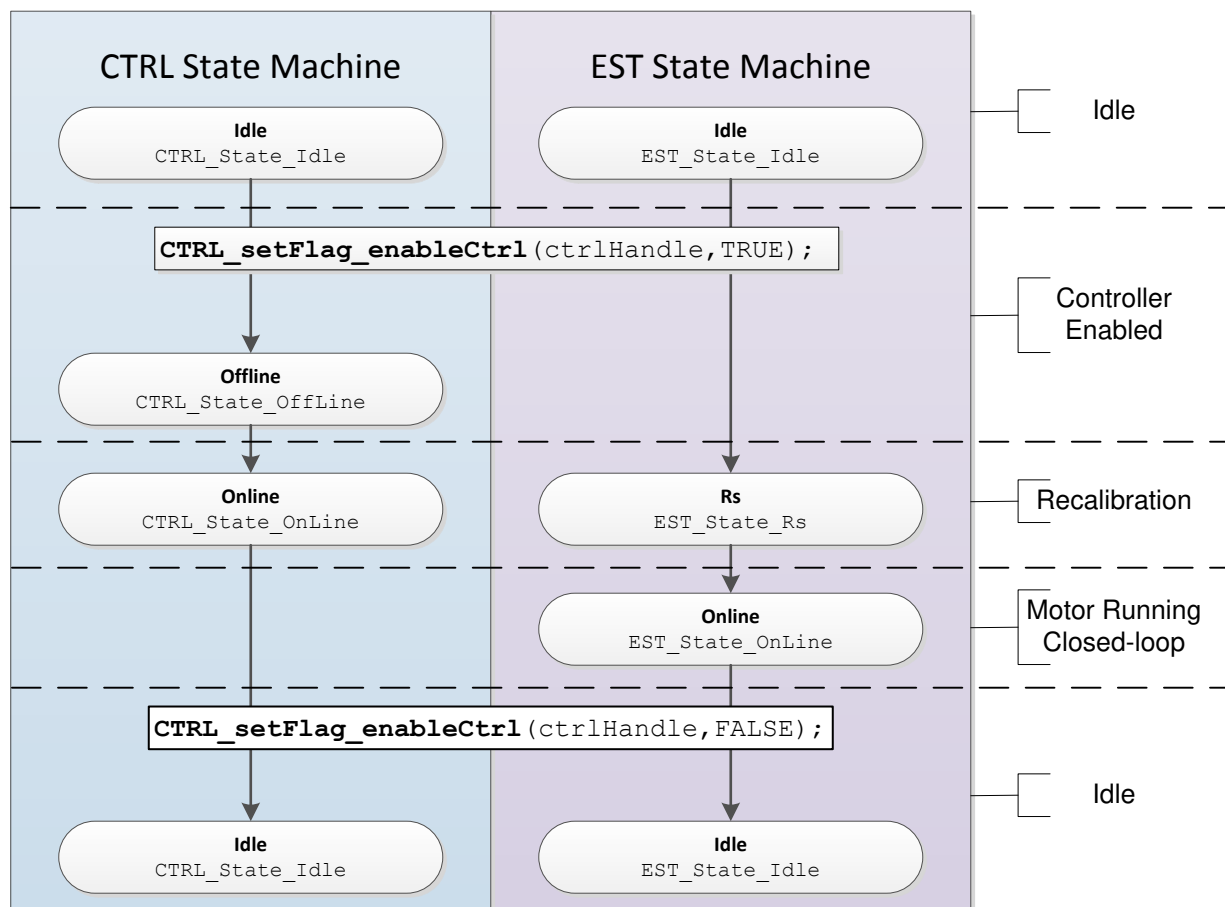 CTRL State Machine
EST State Machine
Idle
CTRL_State_Idle
Idle
EST_State_Idle
Idle
CTRL_setFlag_enableCtrl(ctrlHandle,TRUE);
Controller
Enabled
Offline
CTRL_State_OffLine
Online
CTRL_State_OnLine
Rs
EST_State_Rs
Recalibration
Online
EST_State_OnLine
Motor Running
Closed-loop
CTRL_setFlag_enableCtrl(ctrlHandle,FALSE);
Idle
Idle
CTRL_State_Idle
Idle
EST_State_Idle